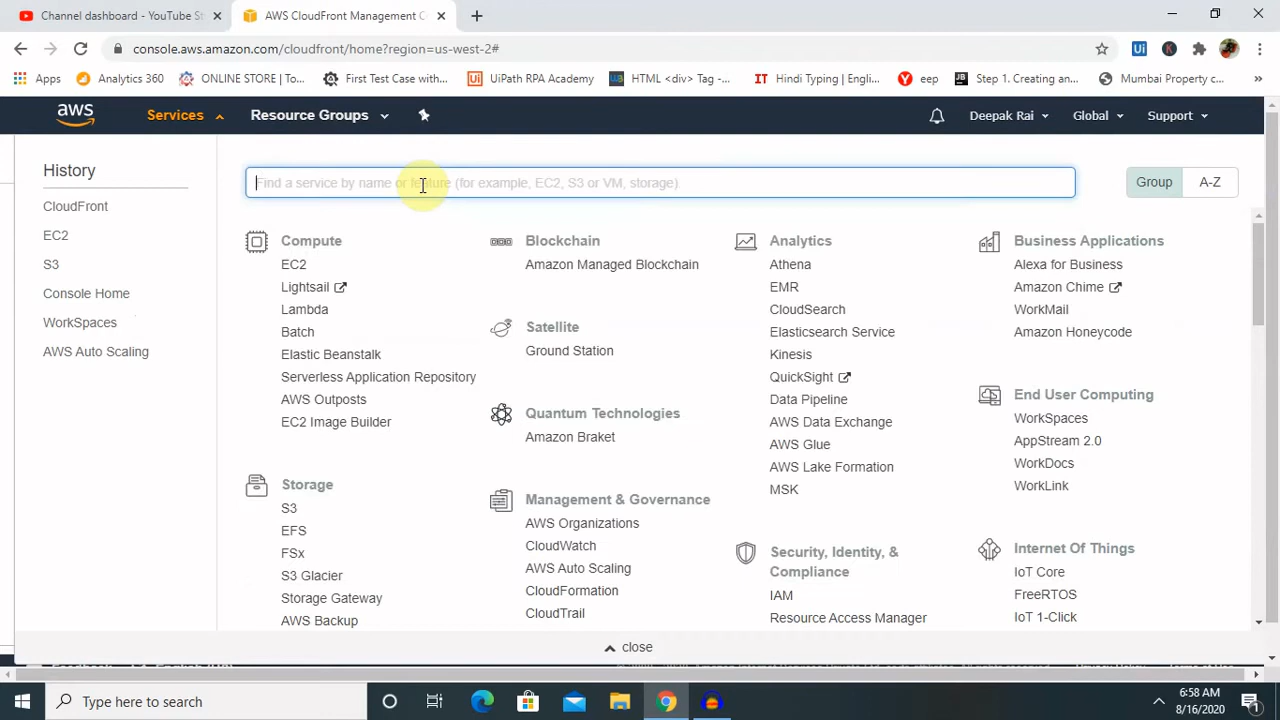 Channel dashboard - YouTube St
AWS CloudFront Management C
console.aws.amazon.com/cloudfront/home?region=us-west-2#
Apps
Analytics 360
ONLINE STORE | To...
First Test Case with...
UiPath RPA Academy
HTML <div> Tag -...
Hindi Typing | Engli...
eep
Step 1. Creating an...
Mumbai Property c...
aws
Services
Resource Groups
Deepak Rai
Global
Support
History
CloudFront
EC2
S3
Console Home
WorkSpaces
AWS Auto Scaling
Find a service by name or feature (for example, EC2, S3 or VM, storage).
Group
A-Z
Compute
EC2
Lightsail
Lambda
Batch
Elastic Beanstalk
Serverless Application Repository
AWS Outposts
EC2 Image Builder
Storage
S3
EFS
FSx
S3 Glacier
Storage Gateway
AWS Backup
Blockchain
Amazon Managed Blockchain
Satellite
Ground Station
Quantum Technologies
Amazon Braket
Management & Governance
AWS Organizations
CloudWatch
AWS Auto Scaling
CloudFormation
CloudTrail
Analytics
Athena
EMR
CloudSearch
Elasticsearch Service
Kinesis
QuickSight
Data Pipeline
AWS Data Exchange
AWS Glue
AWS Lake Formation
MSK
Security, Identity, &
Compliance
IAM
Resource Access Manager
Business Applications
Alexa for Business
Amazon Chime
WorkMail
Amazon Honeycode
End User Computing
WorkSpaces
AppStream 2.0
WorkDocs
WorkLink
Internet Of Things
IoT Core
FreeRTOS
IoT 1-Click
close
Type here to search
6:58 AM
8/16/2020